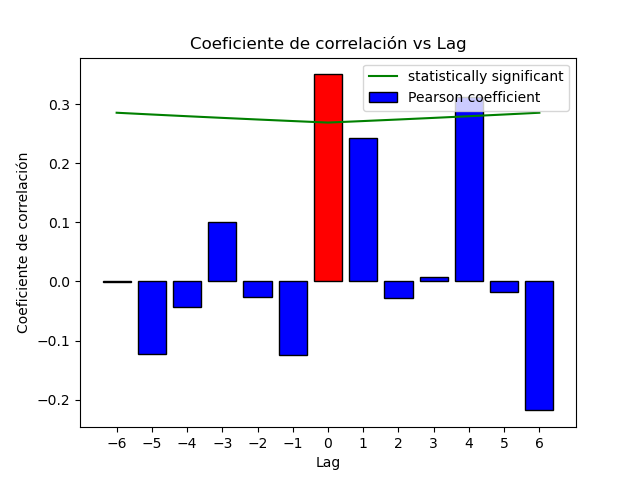 Coeficiente de correlación vs Lag
statistically significant
Pearson coefficient
Coeficiente de correlación
0.3
0.2
0.1
0.0
−0.1
−0.2
−6 −5 −4 −3 −2 −1 0 1 2 3 4 5 6
Lag